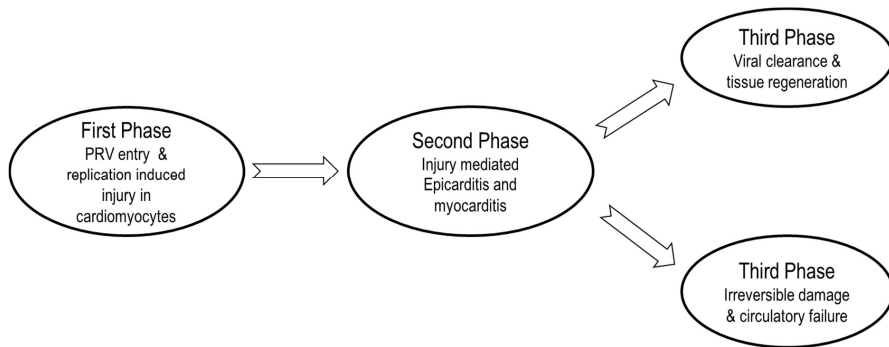 First Phase
PRV entry & 
replication induced
injury in
cardiomyocytes
Second Phase
Injury mediated
Epicarditis and
myocarditis
Third Phase
Viral clearance &
tissue regeneration
Third Phase
Irreversible damage
& circulatory failure